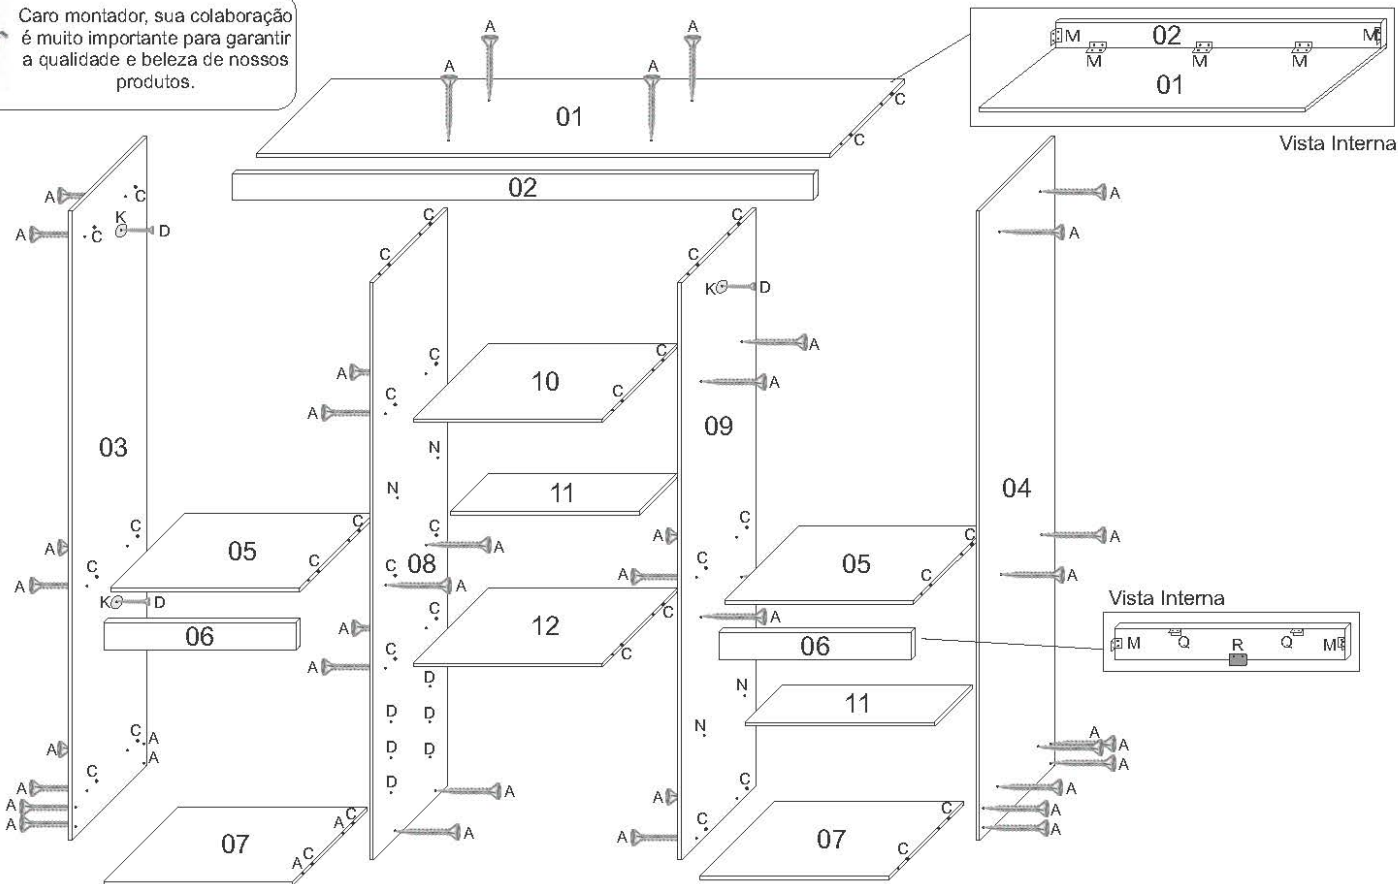 Caro montador, sua colaboração
é muito importante para garantir
a qualidade e beleza de nossos
produtos.
A A
A A
01
C
C
02
M 02 M
M M M
01
Vista Interna
A C
A C K D
03
A C
A C
K D
A C A
A
A C
A
A
C
C
A C
A C
N
N
C
A
C 08
A
A C
A C
D
D D
D D
D
A
A
C
C
K D
A
A
09
A C
A C
A
N
N
A C
A C
10
C
C
11
12
C
C
05
C
C
06
07
A C
A C
05
C
C
06
11
07
C
C
A
A
04
A
A
A
A
A
A
A
A
Vista Interna
M Q R Q M